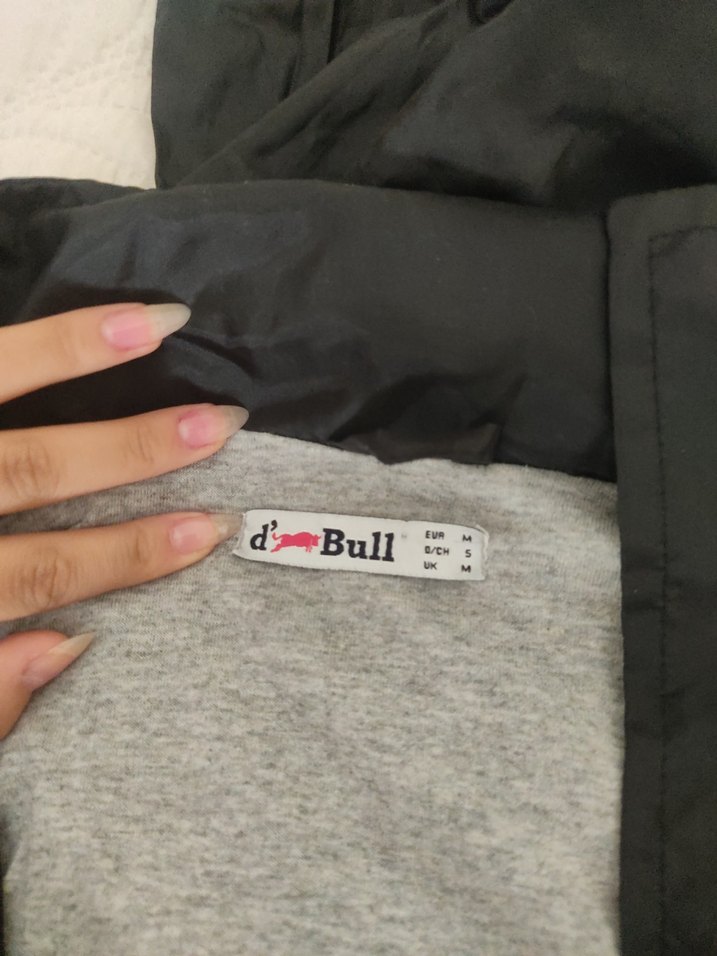 d' Bull
EUR M
D/CH S
UK M